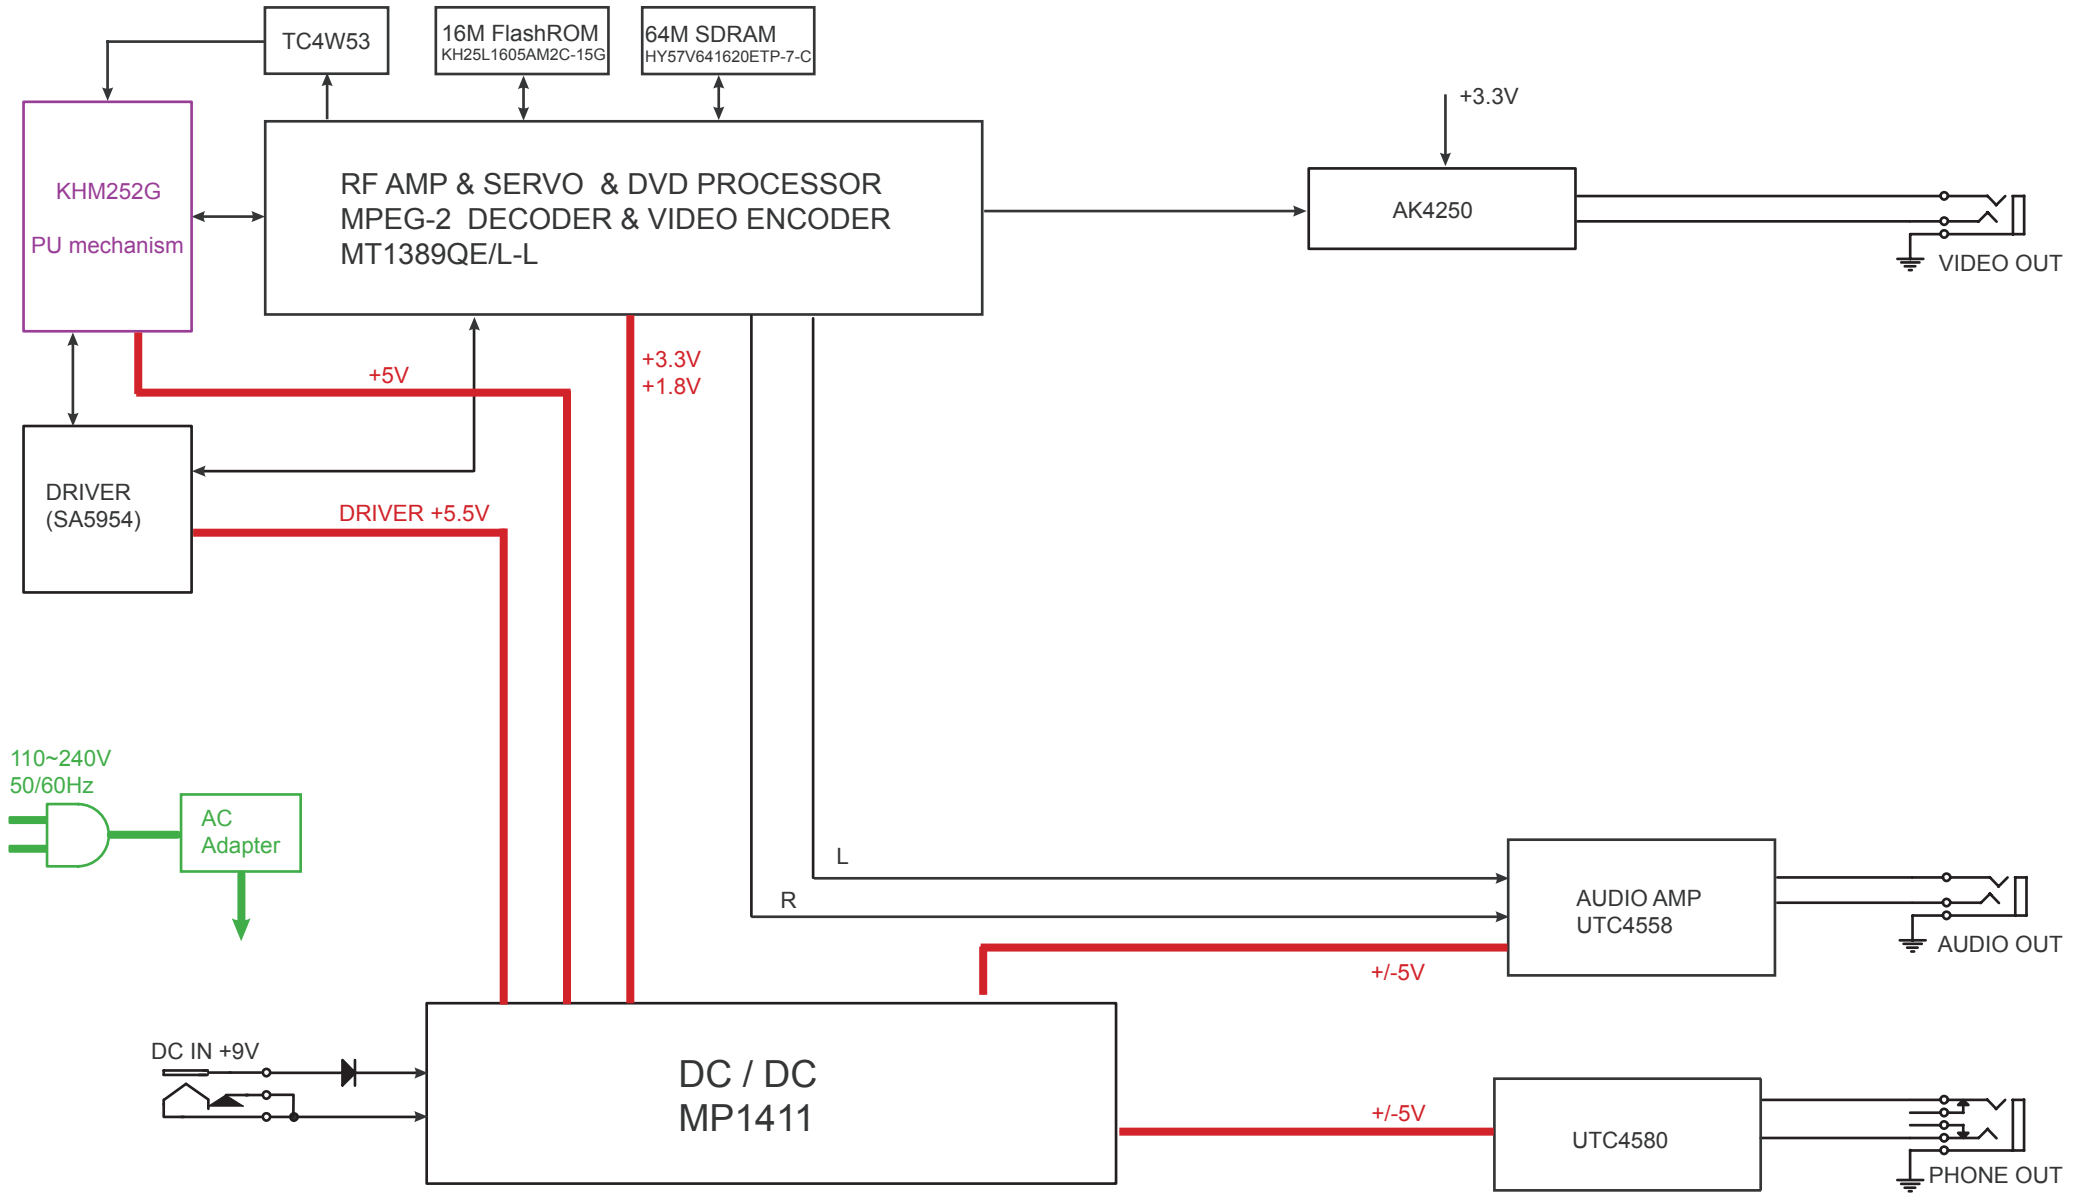 TC4W53
16M FlashROM
KH25L1605AM2C-15G
64M SDRAM
HY57V641620ETP-7-C
+3.3V
KHM252G
PU mechanism
RF AMP & SERVO & DVD PROCESSOR
MPEG-2 DECODER & VIDEO ENCODER
MT1389QE/L-L
AK4250
VIDEO OUT
+5V
+3.3V
+1.8V
DRIVER
(SA5954)
DRIVER +5.5V
110~240V
50/60Hz
AC
Adapter
L
R
AUDIO AMP
UTC4558
AUDIO OUT
+/-5V
DC IN +9V
DC / DC
MP1411
+/-5V
UTC4580
PHONE OUT